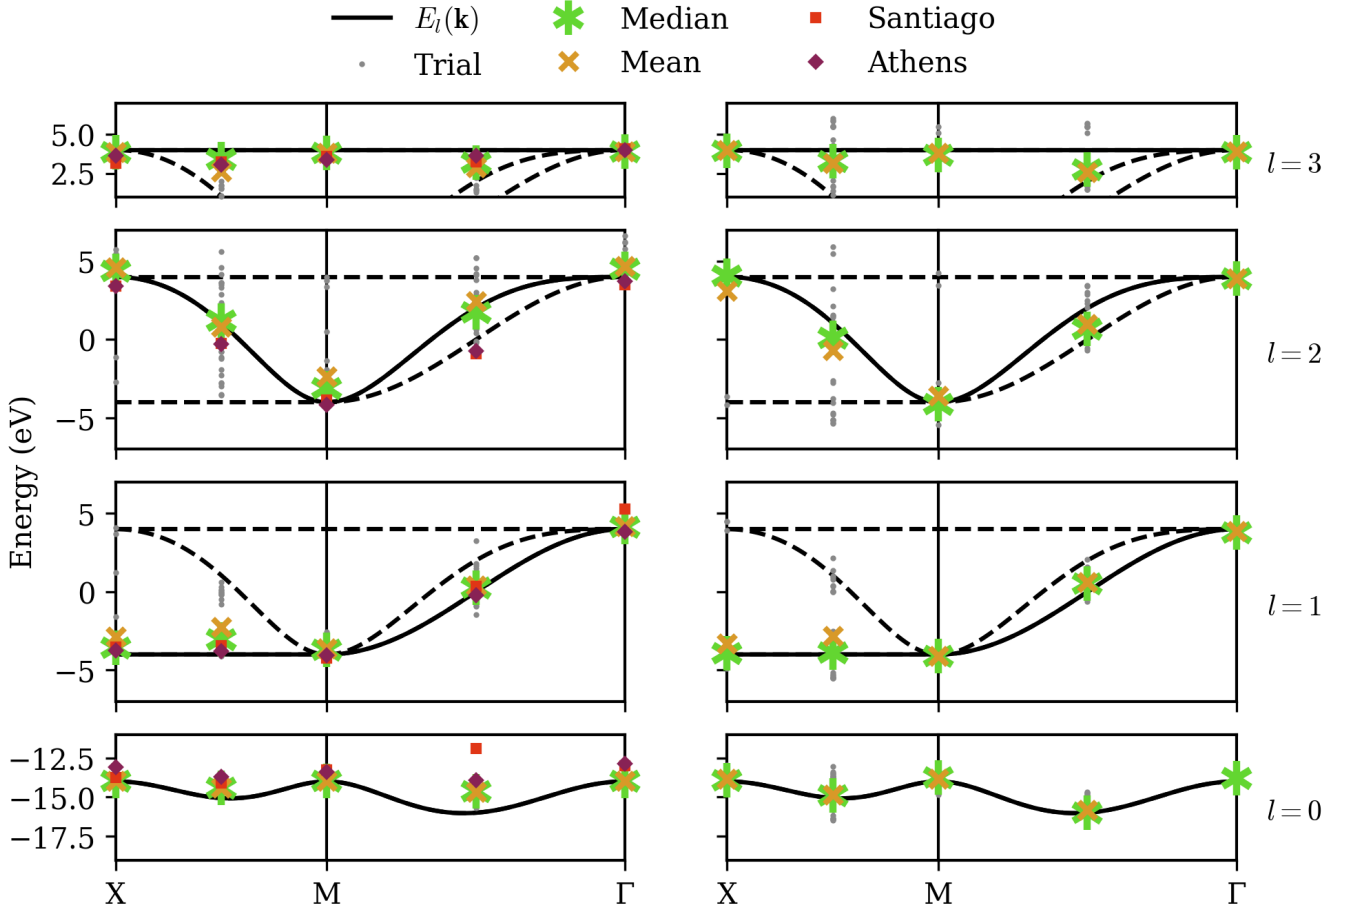 E_l(k) Median Santiago
Trial Mean Athens
5.0
2.5
l = 3
5
0
−5
l = 2
Energy (eV)
5
0
−5
l = 1
−12.5
−15.0
−17.5
l = 0
X M Γ X M Γ